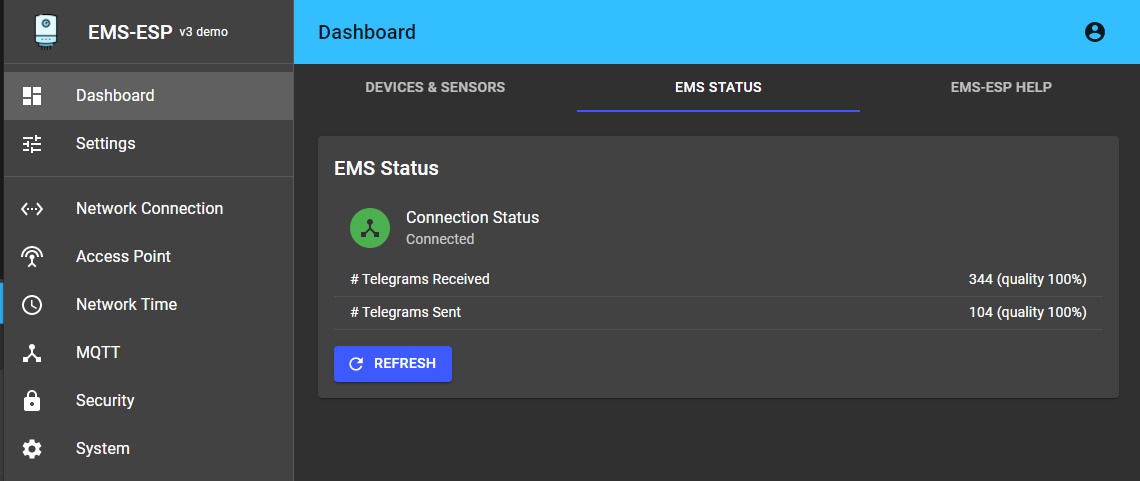 EMS-ESP v3 demo
Dashboard
Settings
Network Connection
Access Point
Network Time
MQTT
Security
System
Dashboard
DEVICES & SENSORS
EMS STATUS
EMS-ESP HELP
EMS Status
Connection Status
Connected
# Telegrams Received 344 (quality 100%)
# Telegrams Sent 104 (quality 100%)
REFRESH